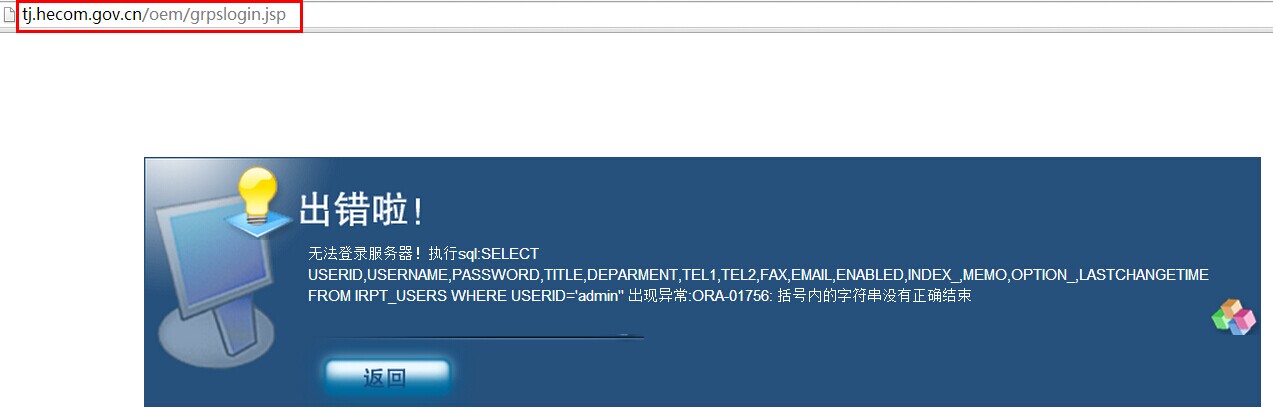 tj.hecom.gov.cn/oem/grpslogin.jsp
出错啦！
无法登录服务器！执行sql:SELECT
USERID,USERNAME,PASSWORD,TITLE,DEPARMENT,TEL1,TEL2,FAX,EMAIL,ENABLED,INDEX_,MEMO,OPTION_,LASTCHANGETIME
FROM IRPT_USERS WHERE USERID='admin'' 出现异常:ORA-01756: 括号内的字符串没有正确结束
返回